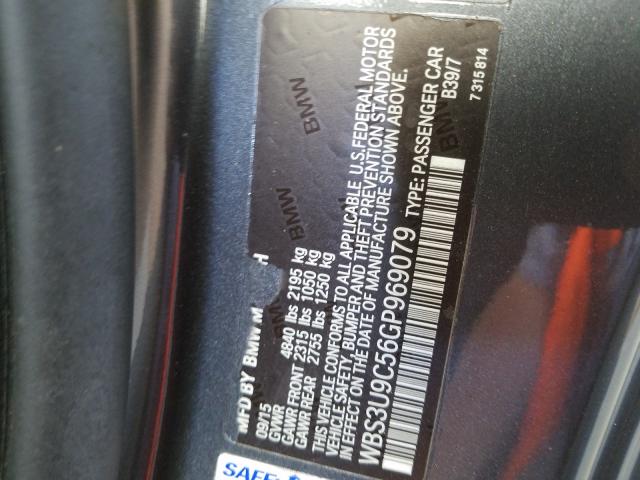 MFD BY BMW M H
09/15
GVWR 4840 lbs 2195 kg
GAWR FRONT 2315 lbs 1050 kg
GAWR REAR 2755 lbs 1250 kg
THIS VEHICLE CONFORMS TO ALL APPLICABLE U.S.FEDERAL MOTOR
VEHICLE SAFETY, BUMPER AND THEFT PREVENTION STANDARDS
IN EFFECT ON THE DATE OF MANUFACTURE SHOWN ABOVE.
WBS3U9C56GP969079 TYPE: PASSENGER CAR
B39/7
7 315 814
BMW
BMW
BMW